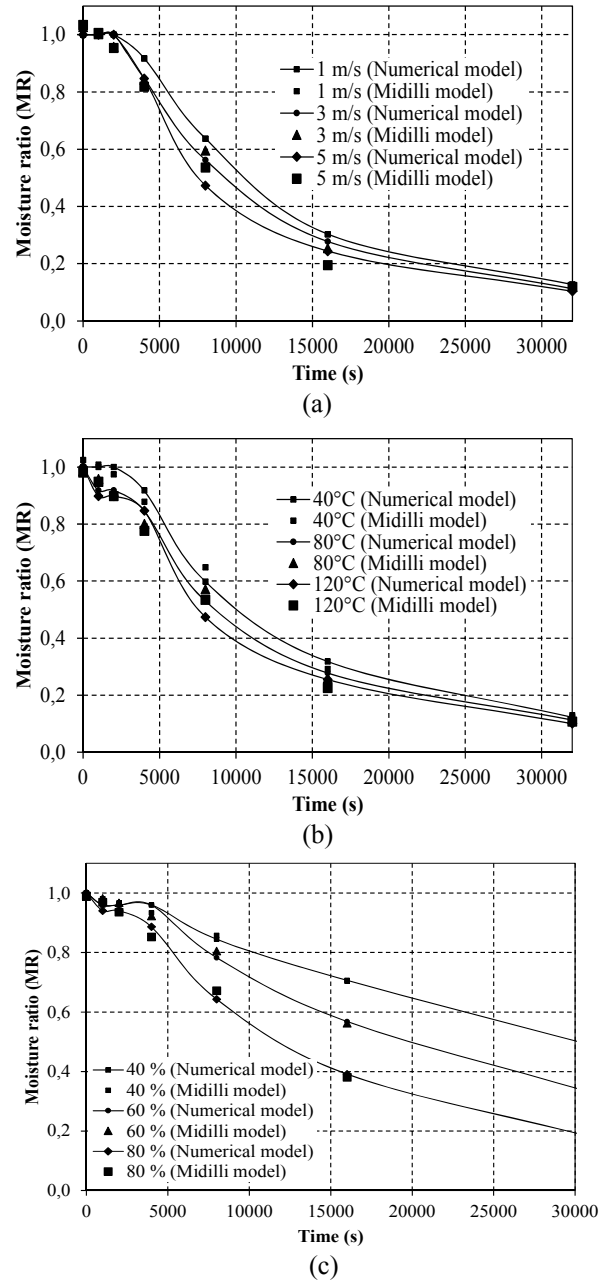 1,0
0,8
0,6
0,4
0,2
0,0
Moisture ratio (MR)
1 m/s (Numerical model)
1 m/s (Midilli model)
3 m/s (Numerical model)
3 m/s (Midilli model)
5 m/s (Numerical model)
5 m/s (Midilli model)
0 5000 10000 15000 20000 25000 30000
Time (s)
(a)
1,0
0,8
0,6
0,4
0,2
0,0
Moisture ratio (MR)
40°C (Numerical model)
40°C (Midilli model)
80°C (Numerical model)
80°C (Midilli model)
120°C (Numerical model)
120°C (Midilli model)
0 5000 10000 15000 20000 25000 30000
Time (s)
(b)
1,0
0,8
0,6
0,4
0,2
0,0
Moisture ratio (MR)
40 % (Numerical model)
40 % (Midilli model)
60 % (Numerical model)
60 % (Midilli model)
80 % (Numerical model)
80 % (Midilli model)
0 5000 10000 15000 20000 25000 30000
Time (s)
(c)